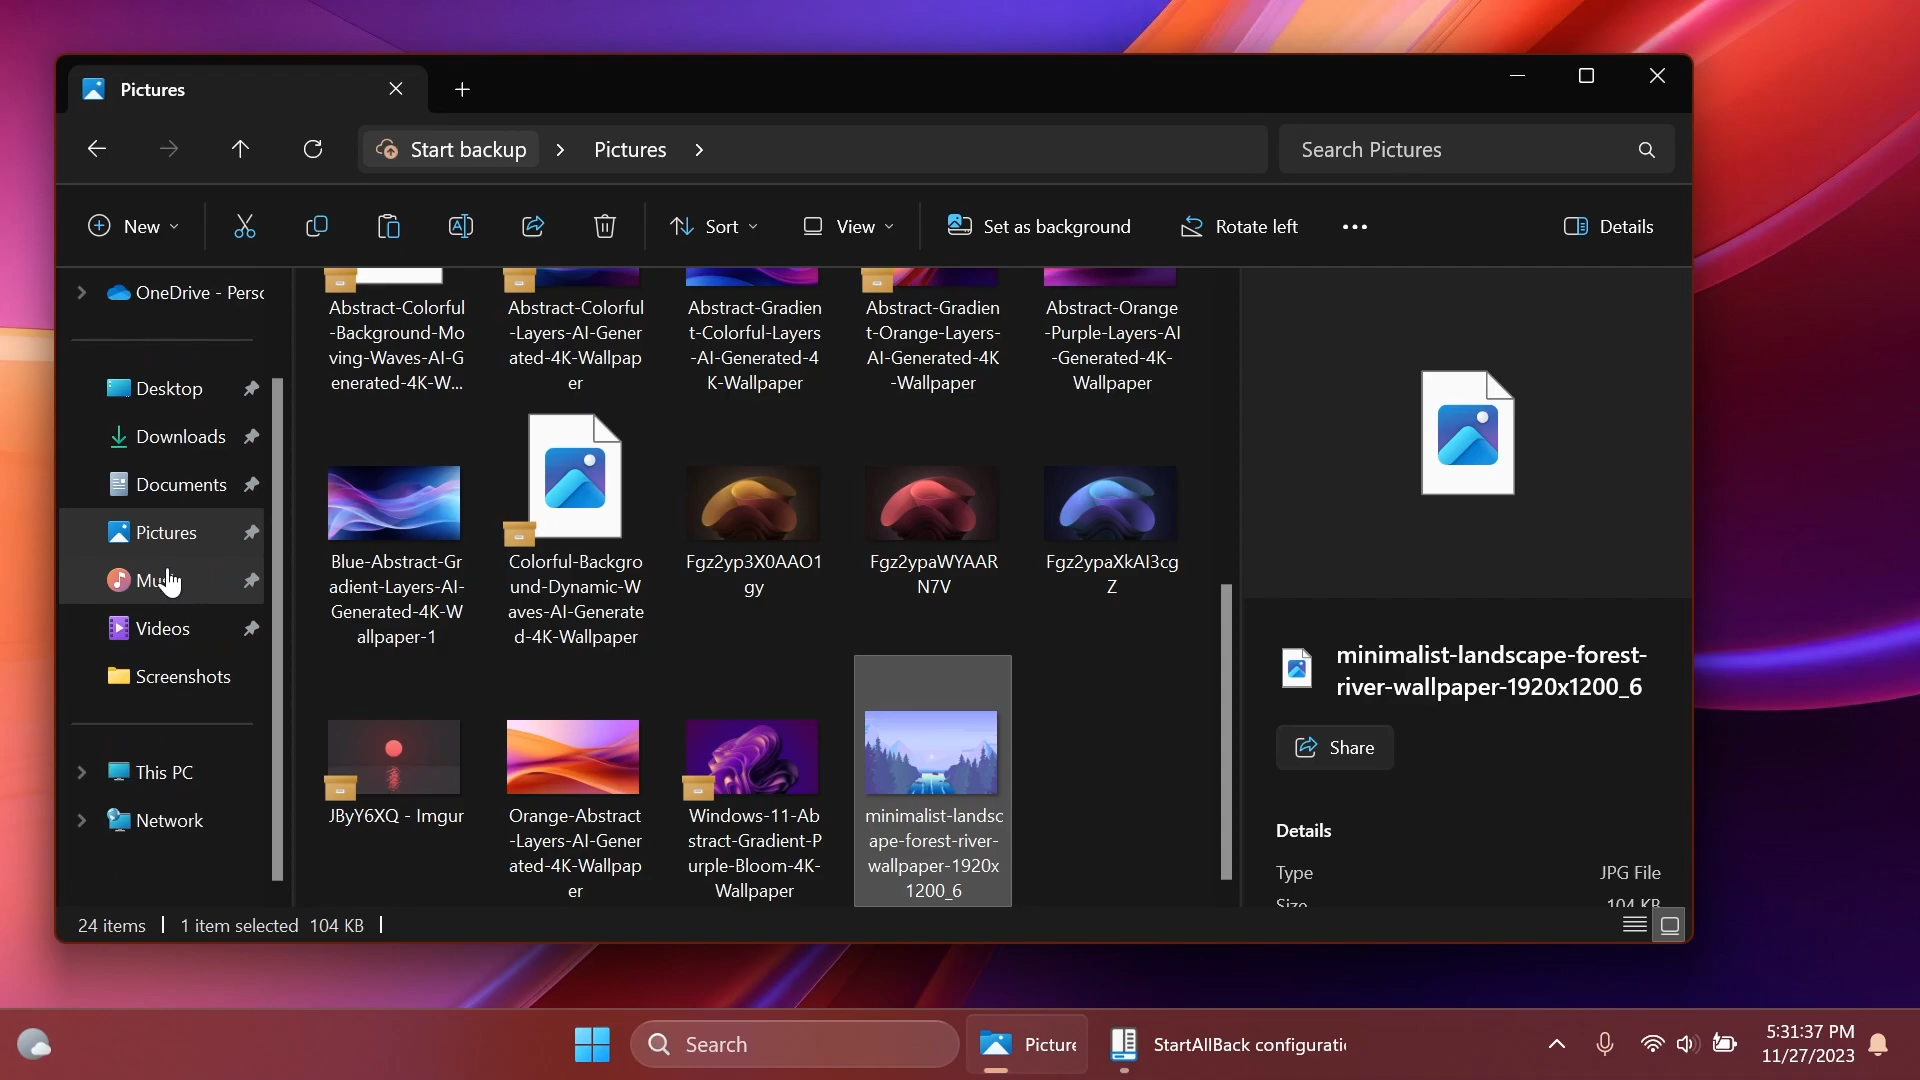 Pictures
Start backup
Pictures
Search Pictures
New
Sort
View
Set as background
Rotate left
Details
OneDrive - Persc
Desktop
Downloads
Documents
Pictures
Videos
Screenshots
This PC
Network
Abstract-Colorful
-Background-Mo
ving-Waves-AI-G
enerated-4K-W...
Abstract-Colorful
-Layers-AI-Gener
ated-4K-Wallpap
er
Abstract-Gradien
t-Colorful-Layers
-AI-Generated-4
K-Wallpaper
Abstract-Gradien
t-Orange-Layers-
AI-Generated-4K
-Wallpaper
Abstract-Orange
-Purple-Layers-AI
-Generated-4K-
Wallpaper
Blue-Abstract-Gr
adient-Layers-AI-
Generated-4K-W
allpaper-1
Colorful-Backgro
und-Dynamic-W
aves-AI-Generate
d-4K-Wallpaper
Fgz2yp3X0AAO1
gy
Fgz2ypaWYAAR
N7V
Fgz2ypaXkAI3cg
Z
JByY6XQ - Imgur
Orange-Abstract
-Layers-AI-Gener
ated-4K-Wallpap
er
Windows-11-Ab
stract-Gradient-P
urple-Bloom-4K-
Wallpaper
minimalist-landsc
ape-forest-river-
wallpaper-1920x
1200_6
minimalist-landscape-forest-
river-wallpaper-1920x1200_6
Share
Details
Type JPG File
Size 104 KB
24 items 1 item selected 104 KB
Search
Picture
StartAllBack configurati
5:31:37 PM
11/27/2023